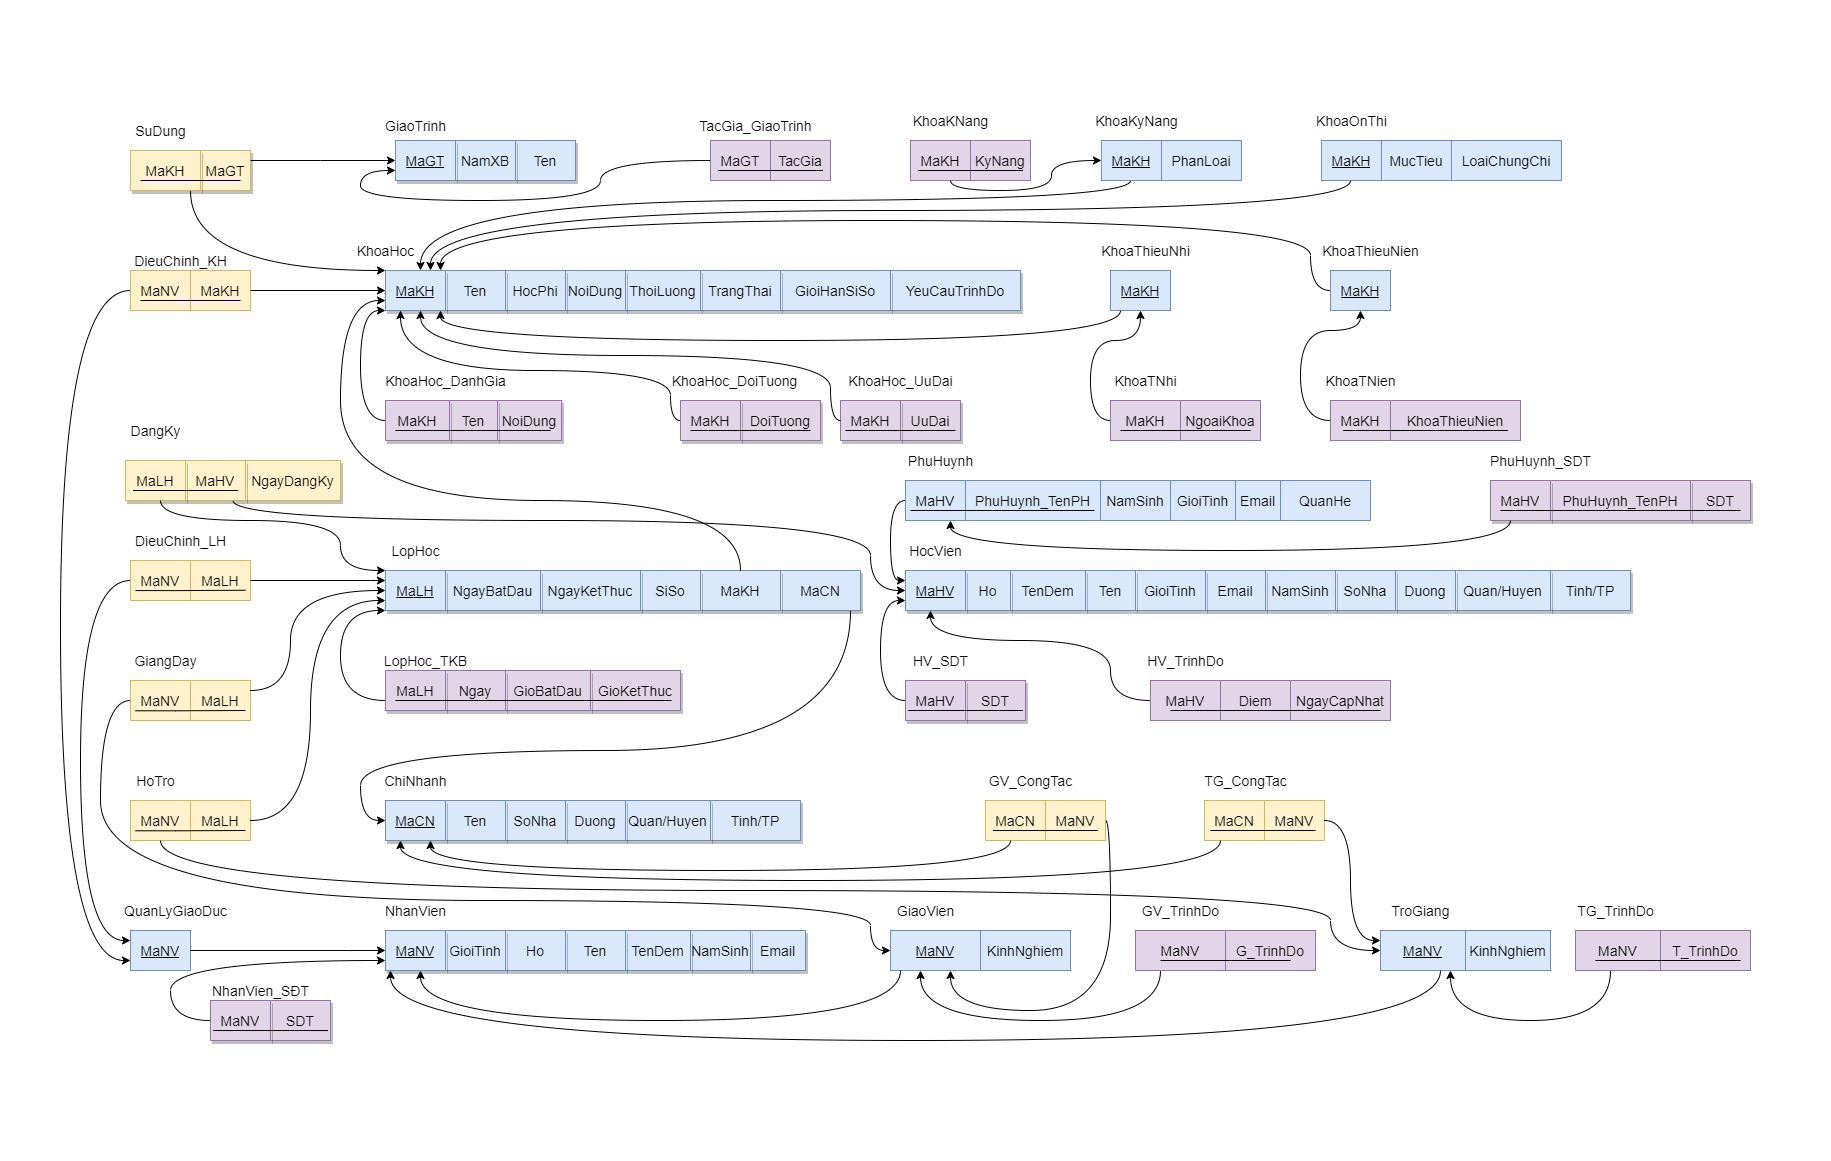 SuDung
MaKH MaGT
GiaoTrinh
MaGT NamXB Ten
TacGia_GiaoTrinh
MaGT TacGia
KhoaKNang
MaKH KyNang
KhoaKyNang
MaKH PhanLoai
KhoaOnThi
MaKH MucTieu LoaiChungChi
DieuChinh_KH
MaNV MaKH
KhoaHoc
MaKH Ten HocPhi NoiDung ThoiLuong TrangThai GioiHanSiSo YeuCauTrinhDo
KhoaThieuNhi
MaKH
KhoaThieuNien
MaKH
KhoaHoc_DanhGia
MaKH Ten NoiDung
KhoaHoc_DoiTuong
MaKH DoiTuong
KhoaHoc_UuDai
MaKH UuDai
KhoaTNhi
MaKH NgoaiKhoa
KhoaTNien
MaKH KhoaThieuNien
DangKy
MaLH MaHV NgayDangKy
PhuHuynh
MaHV PhuHuynh_TenPH NamSinh GioiTinh Email QuanHe
PhuHuynh_SDT
MaHV PhuHuynh_TenPH SDT
DieuChinh_LH
MaNV MaLH
LopHoc
MaLH NgayBatDau NgayKetThuc SiSo MaKH MaCN
HocVien
MaHV Ho TenDem Ten GioiTinh Email NamSinh SoNha Duong Quan/Huyen Tinh/TP
GiangDay
MaNV MaLH
LopHoc_TKB
MaLH Ngay GioBatDau GioKetThuc
HV_SDT
MaHV SDT
HV_TrinhDo
MaHV Diem NgayCapNhat
HoTro
MaNV MaLH
ChiNhanh
MaCN Ten SoNha Duong Quan/Huyen Tinh/TP
GV_CongTac
MaCN MaNV
TG_CongTac
MaCN MaNV
QuanLyGiaoDuc
MaNV
NhanVien
MaNV GioiTinh Ho Ten TenDem NamSinh Email
GiaoVien
MaNV KinhNghiem
GV_TrinhDo
MaNV G_TrinhDo
TroGiang
MaNV KinhNghiem
TG_TrinhDo
MaNV T_TrinhDo
NhanVien_SĐT
MaNV SDT